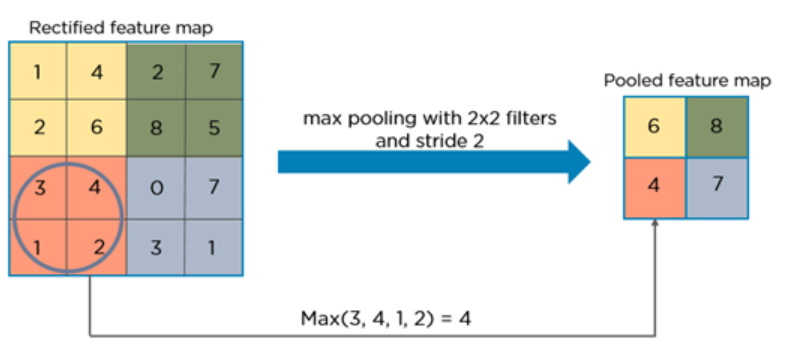 Rectified feature map
1 4 2 7
2 6 8 5
3 4 0 7
1 2 3 1
max pooling with 2x2 filters
and stride 2
Pooled feature map
6 8
4 7
Max(3, 4, 1, 2) = 4